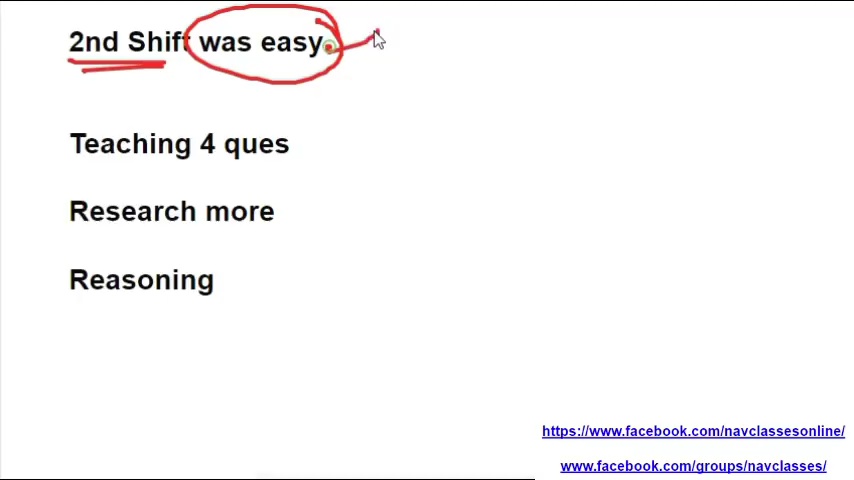 2nd Shift was easy.
Teaching 4 ques
Research more
Reasoning
https://www.facebook.com/navclassesonline/
www.facebook.com/groups/navclasses/